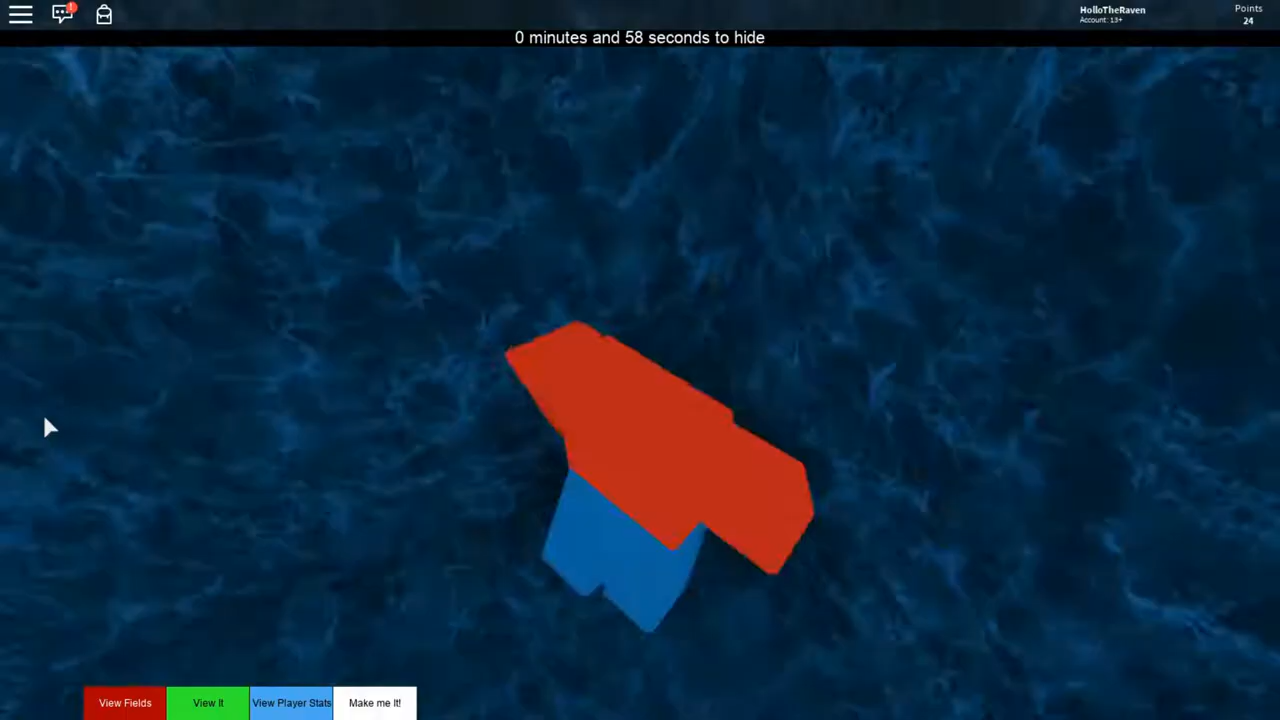 HolloTheRaven
Account: 13+
Points
24
0 minutes and 58 seconds to hide
View Fields
View It
View Player Stats
Make me It!